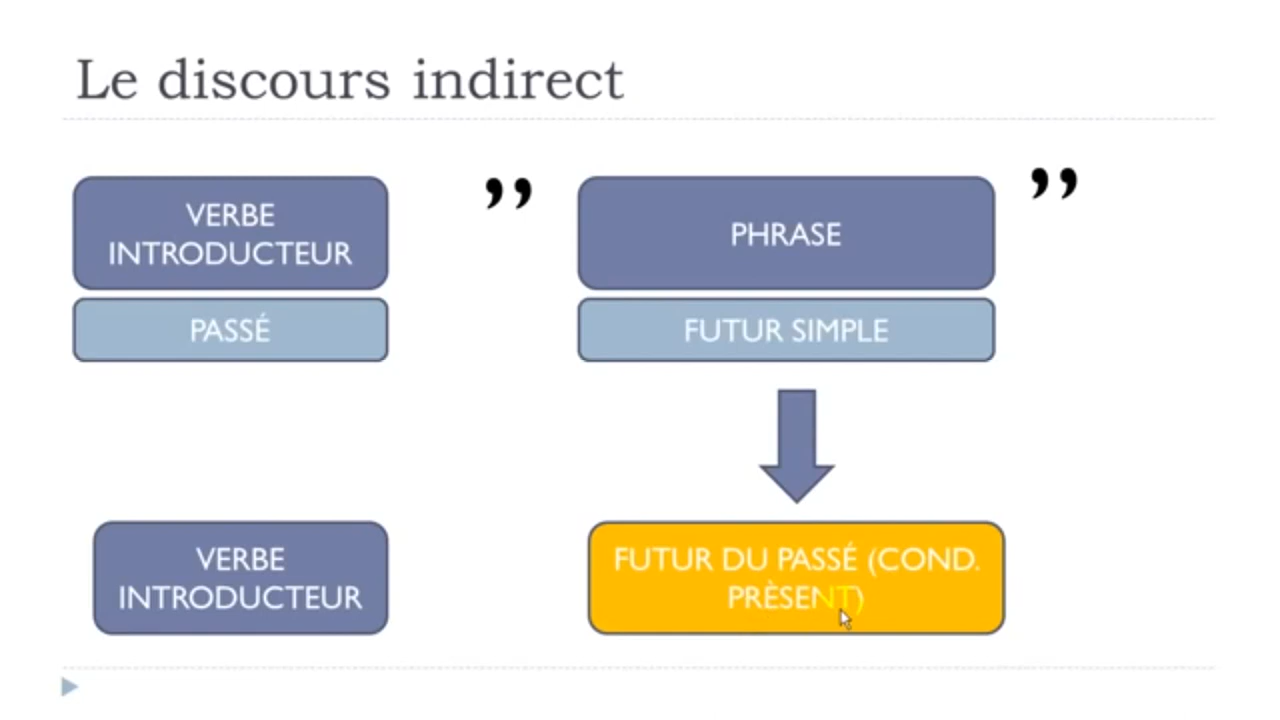 Le discours indirect
VERBE
INTRODUCTEUR
”
PHRASE
”
PASSÉ
FUTUR SIMPLE
VERBE
INTRODUCTEUR
FUTUR DU PASSÉ (COND.
PRÈSENT)